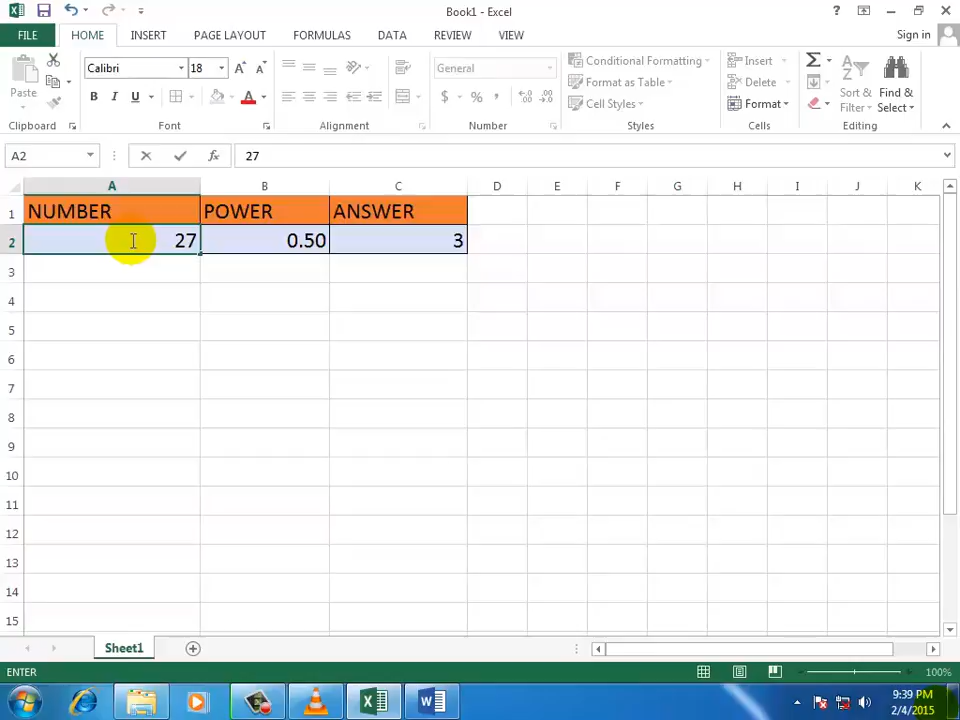 Book1 - Excel
?
FILE HOME INSERT PAGE LAYOUT FORMULAS DATA REVIEW VIEW Sign in
Paste
Calibri 18
B I U A
General
$ % ,
Conditional Formatting
Format as Table
Cell Styles
Insert
Delete
Format
Sort & Filter
Find & Select
Clipboard Font Alignment Number Styles Cells Editing
A2 fx 27
A B C D E F G H I J K
1 NUMBER POWER ANSWER
2 27 0.50 3
3
4
5
6
7
8
9
10
11
12
13
14
15
Sheet1
ENTER 100%
9:39 PM
2/4/2015